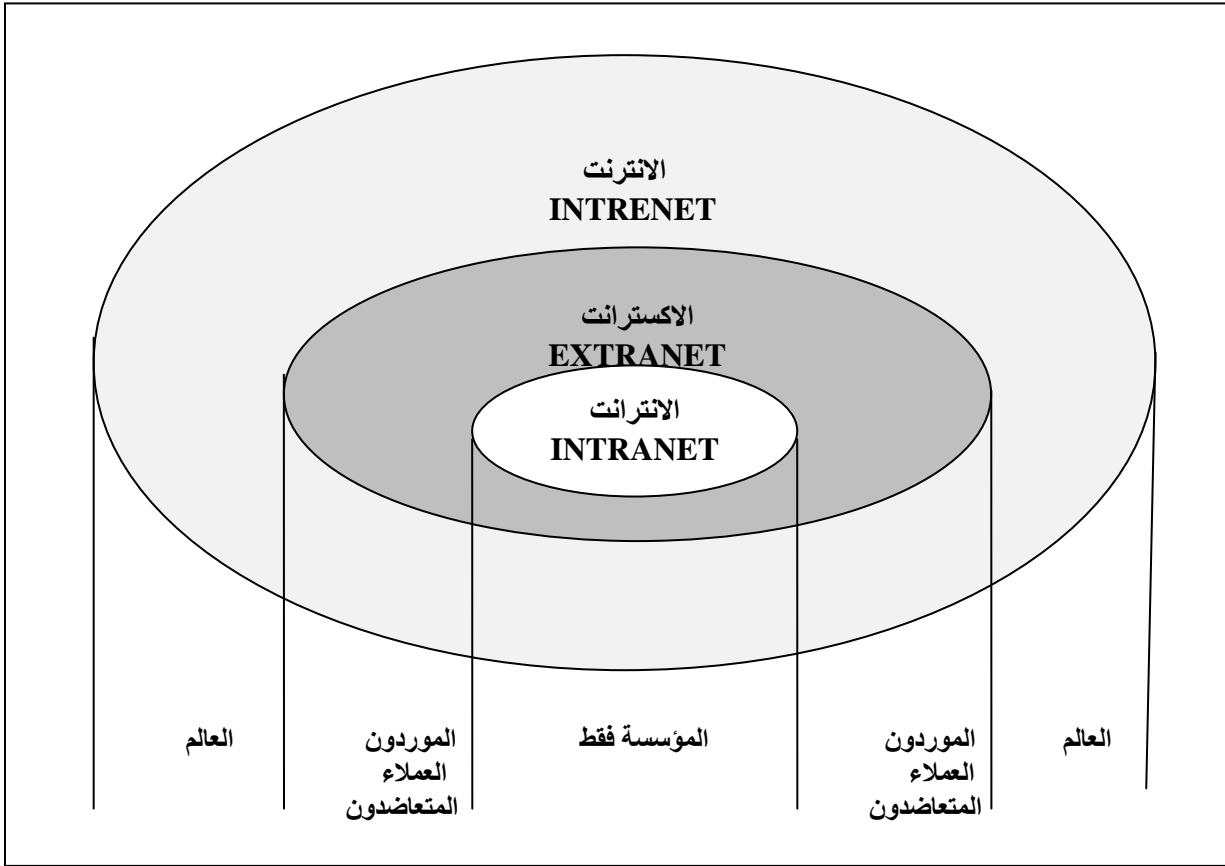 الانترنت
INTRENET
الاكسترانت
EXTRANET
الانترانت
INTRANET
العالم
الموردون
العملاء
المتعاضدون
المؤسسة فقط
الموردون
العملاء
المتعاضدون
العالم